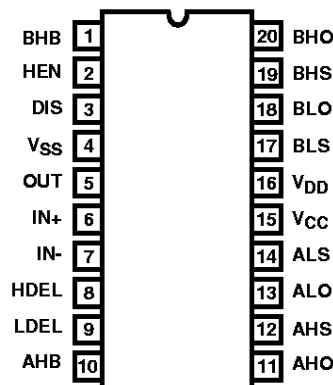 BHB 1 20 BHO
HEN 2 19 BHS
DIS 3 18 BLO
VSS 4 17 BLS
OUT 5 16 VDD
IN+ 6 15 VCC
IN- 7 14 ALS
HDEL 8 13 ALO
LDEL 9 12 AHS
AHB 10 11 AHO